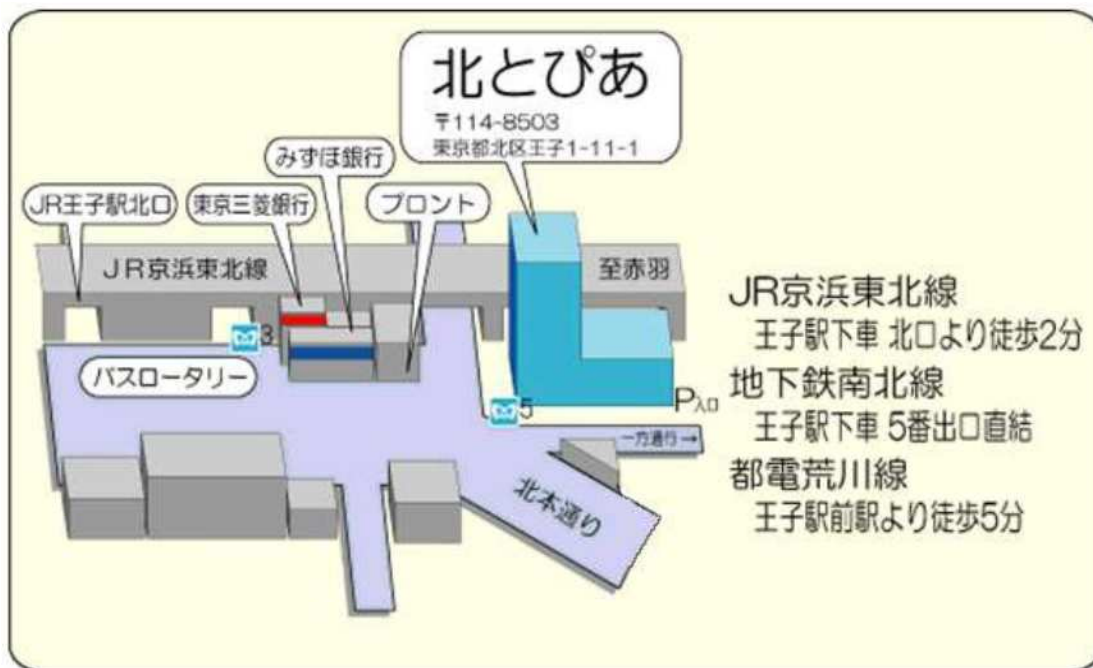 北とぴあ
〒114-8503
東京都北区王子1-11-1
みずほ銀行
JR王子駅北口
東京三菱銀行
プロント
JR京浜東北線
至赤羽
3
バスロータリー
5
P入口
一方通行→
北本通り
JR京浜東北線
王子駅下車 北口より徒歩2分
地下鉄南北線
王子駅下車 5番出口直結
都電荒川線
王子駅前駅より徒歩5分